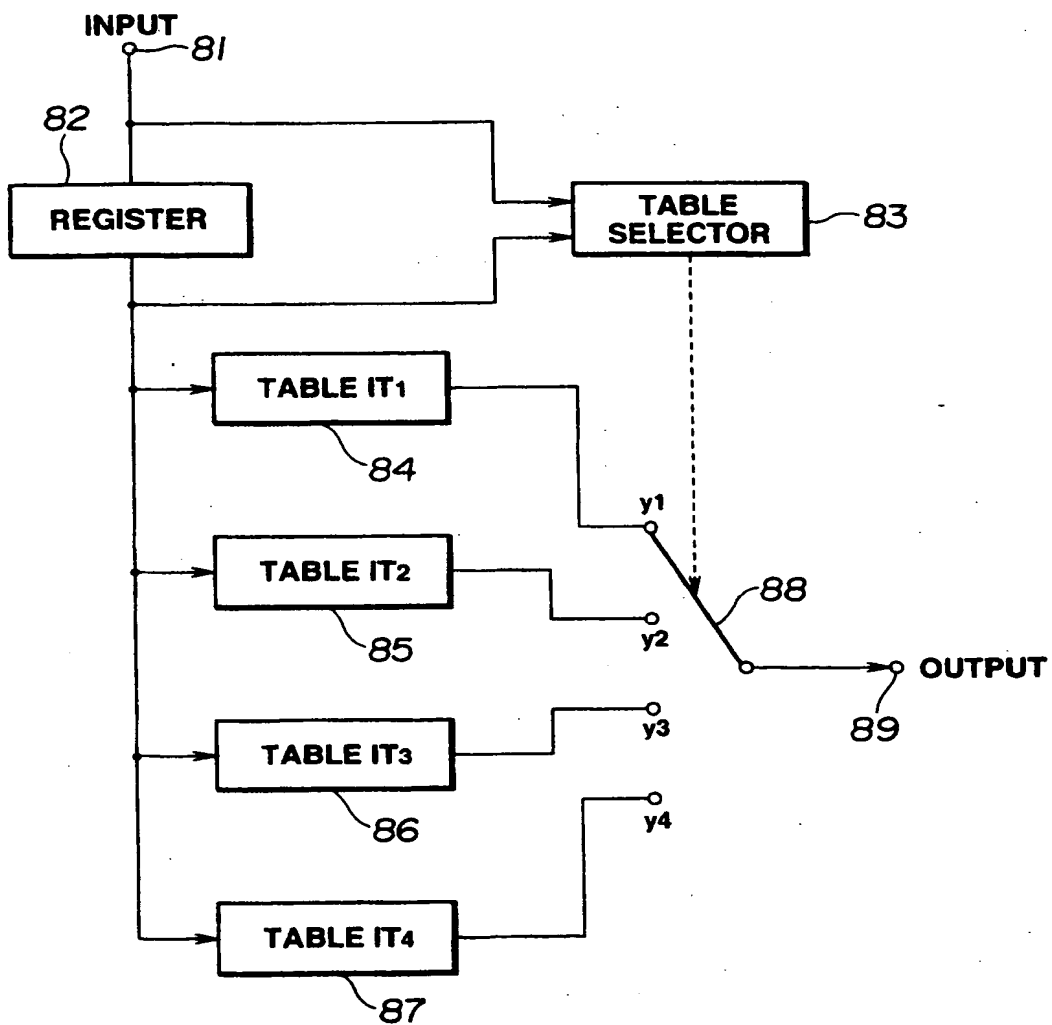 INPUT
81
82
REGISTER
TABLE
SELECTOR
83
TABLE IT1
84
y1
TABLE IT2
85
88
y2
OUTPUT
89
TABLE IT3
86
y3
y4
TABLE IT4
87